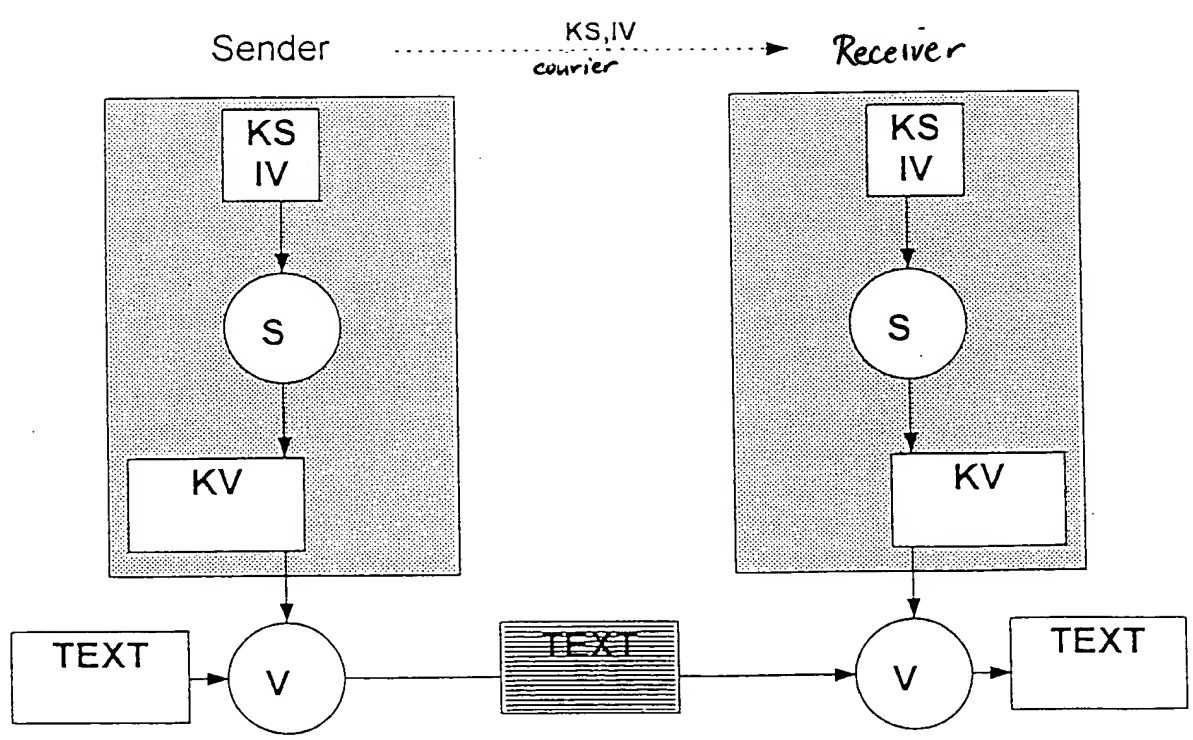 Sender
KS,IV
courier
Receiver
KS
IV
KS
IV
S
S
KV
KV
TEXT
V
TEXT
V
TEXT